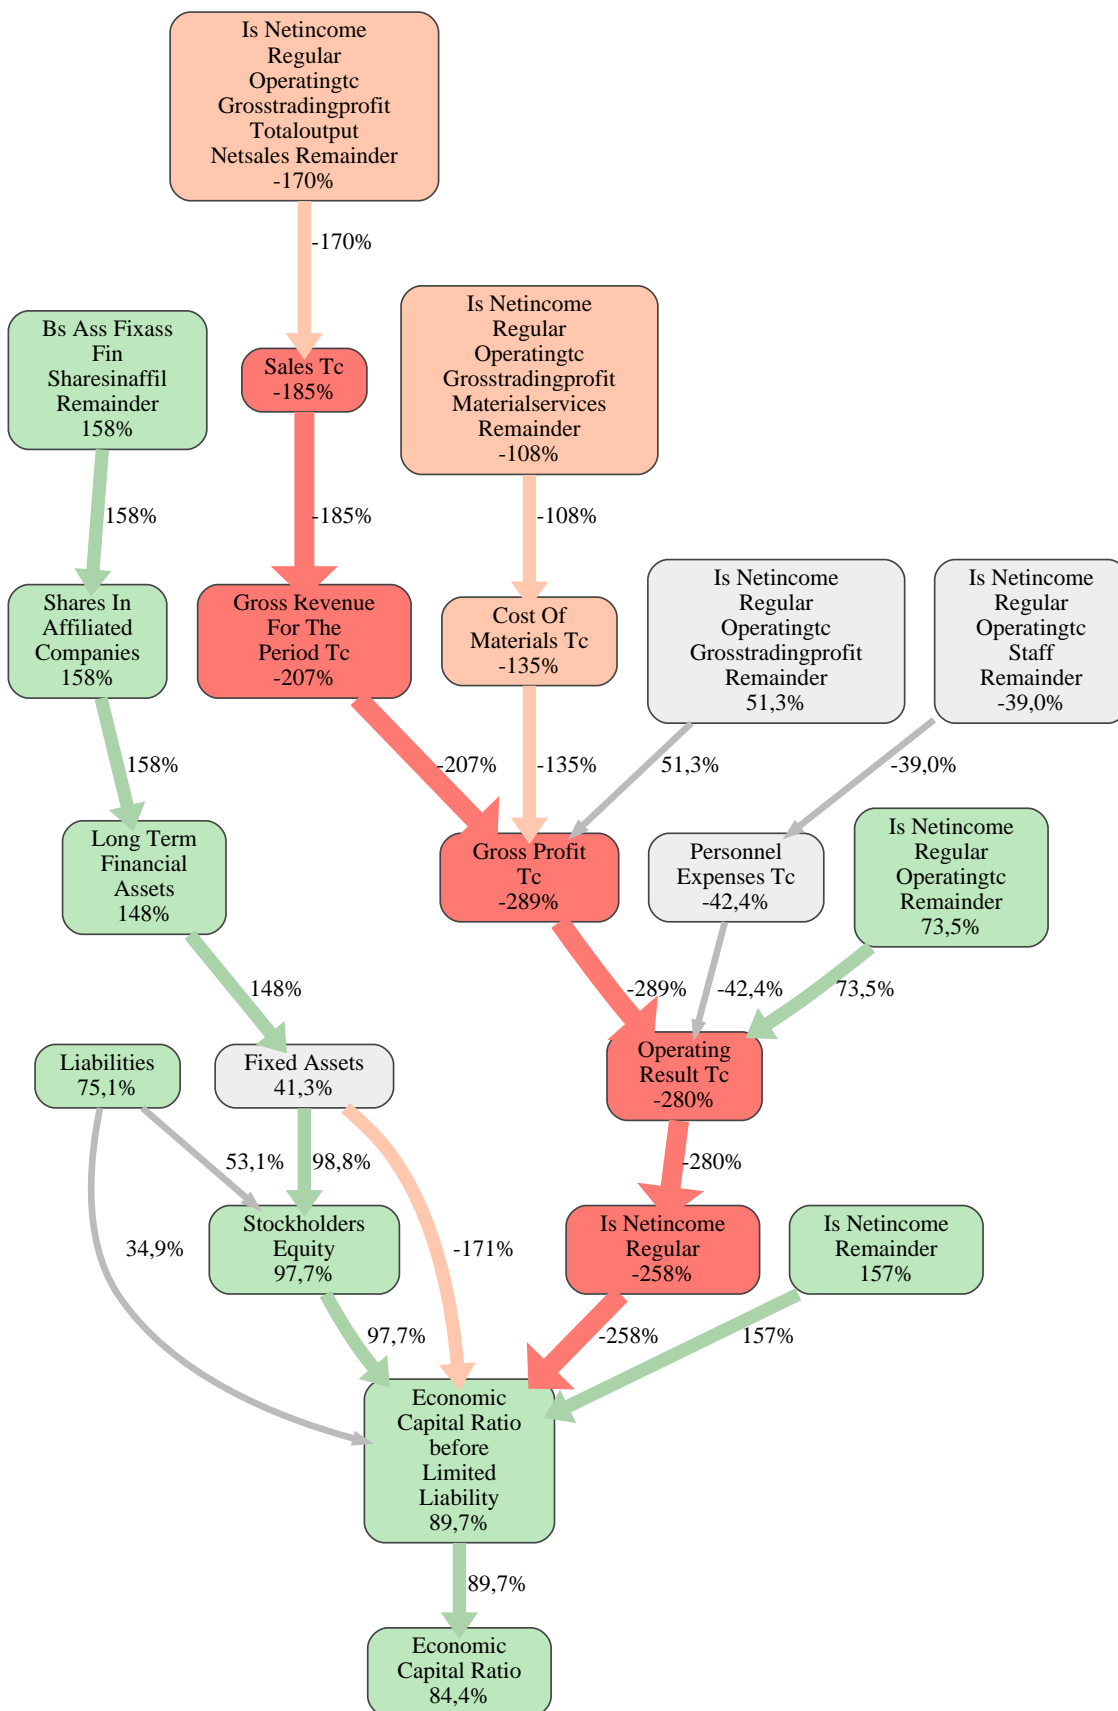 Is Netincome
Regular
Operatingtc
Grosstradingprofit
Totaloutput
Netsales Remainder
-170%
-170%
Bs Ass Fixass
Fin
Sharesinaffil
Remainder
158%
Sales Tc
-185%
Is Netincome
Regular
Operatingtc
Grosstradingprofit
Materialservices
Remainder
-108%
158%
-185%
-108%
Shares In
Affiliated
Companies
158%
Gross Revenue
For The
Period Tc
-207%
Cost Of
Materials Tc
-135%
Is Netincome
Regular
Operatingtc
Grosstradingprofit
Remainder
51,3%
Is Netincome
Regular
Operatingtc
Staff
Remainder
-39,0%
158%
-207%
-135%
51,3%
-39,0%
Long Term
Financial
Assets
148%
Gross Profit
Tc
-289%
Personnel
Expenses Tc
-42,4%
Is Netincome
Regular
Operatingtc
Remainder
73,5%
148%
-289%
-42,4%
73,5%
Liabilities
75,1%
Fixed Assets
41,3%
Operating
Result Tc
-280%
53,1%
98,8%
-280%
34,9%
Stockholders
Equity
97,7%
-171%
Is Netincome
Regular
-258%
Is Netincome
Remainder
157%
97,7%
-258%
157%
Economic
Capital Ratio
before
Limited
Liability
89,7%
89,7%
Economic
Capital Ratio
84,4%